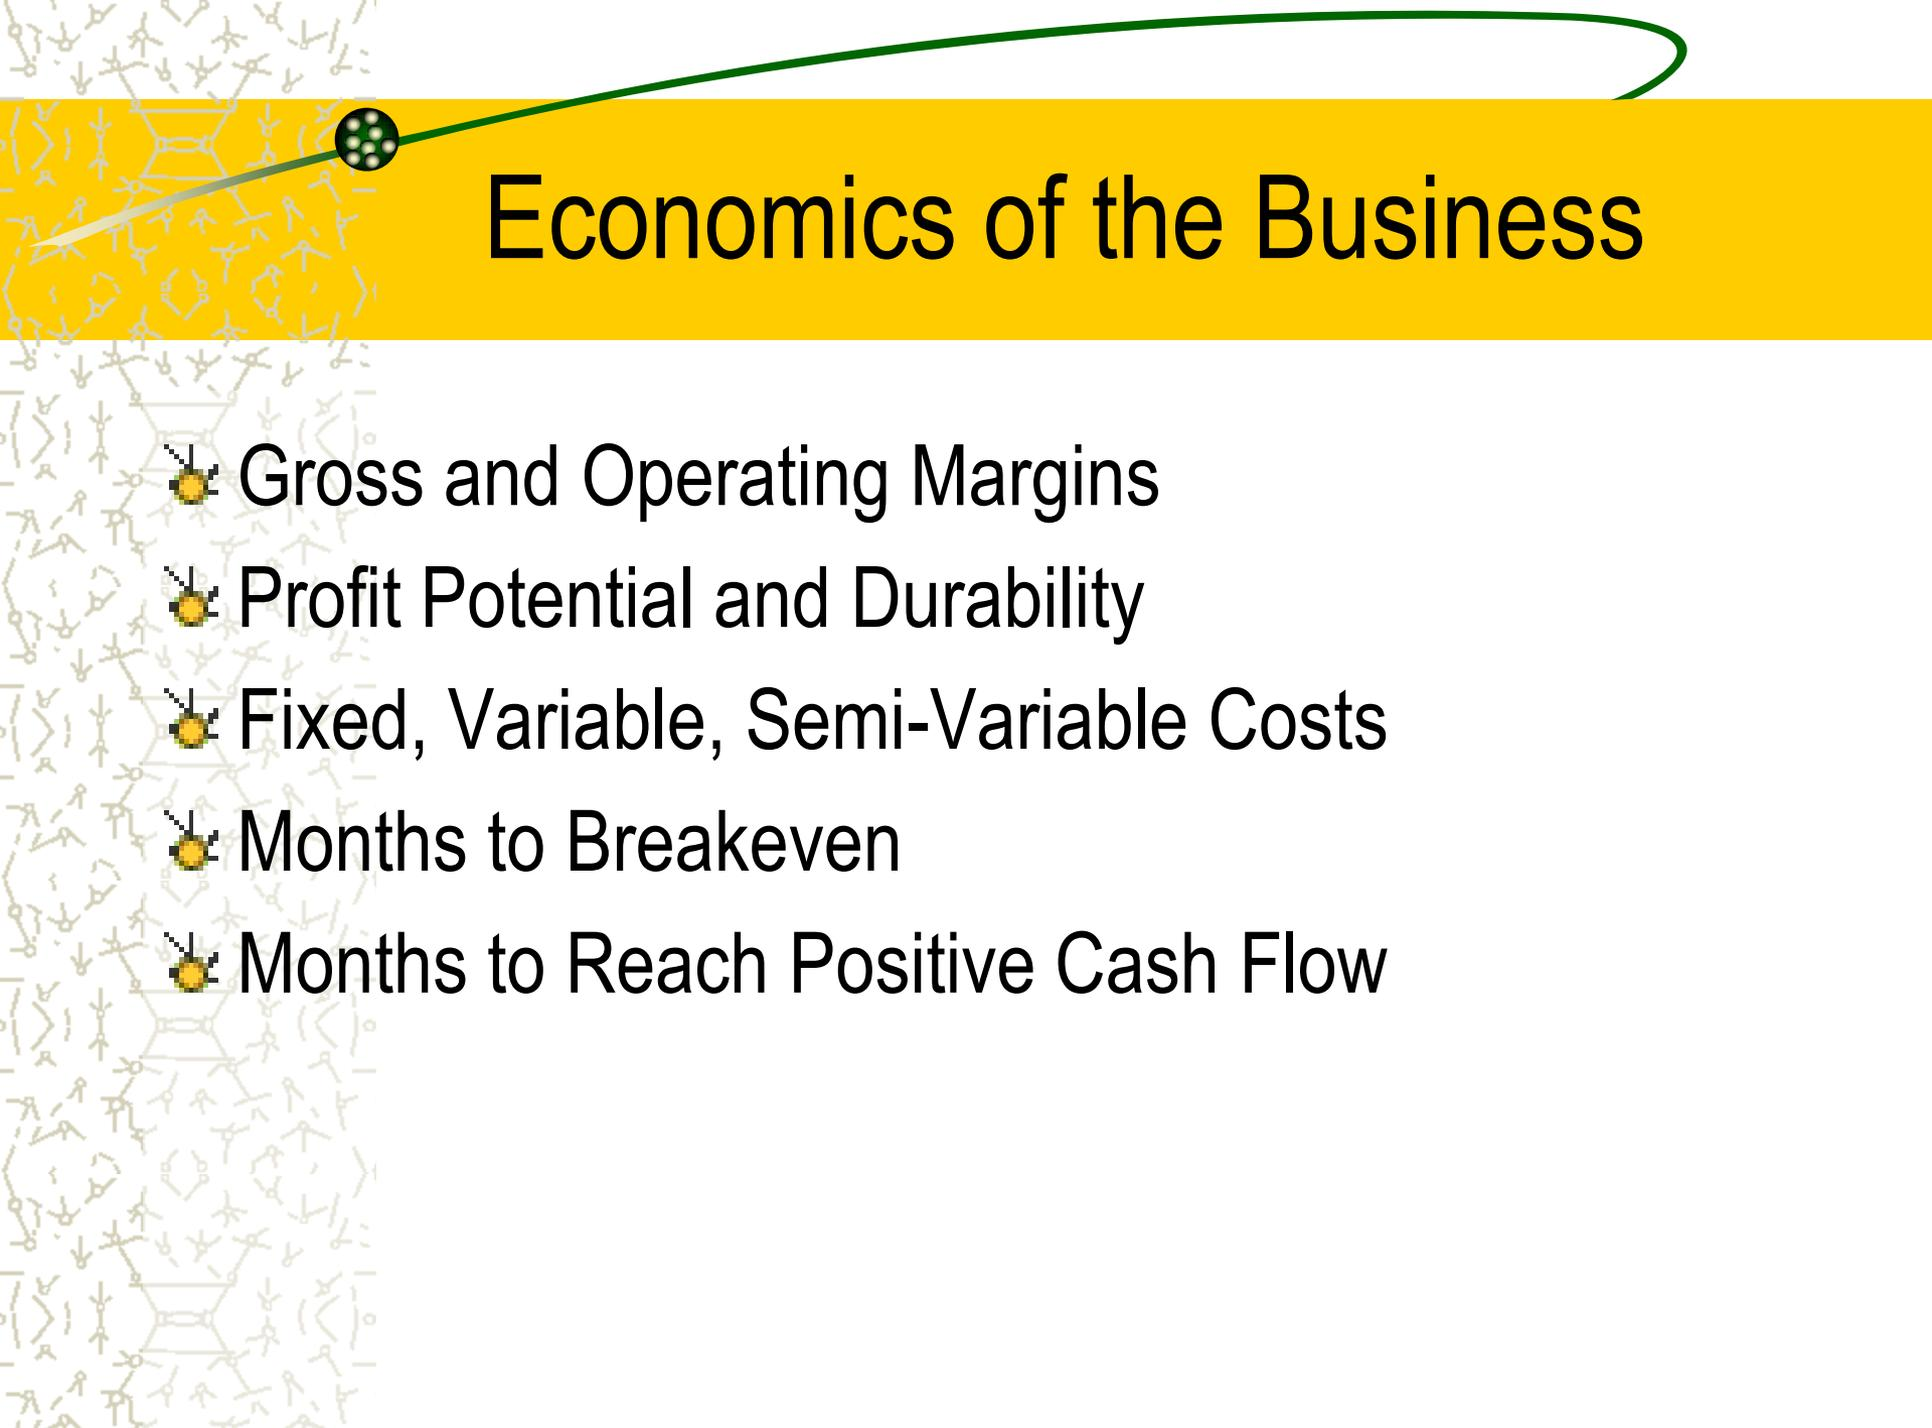 Economics of the Business
Gross and Operating Margins
Profit Potential and Durability
Fixed, Variable, Semi-Variable Costs
Months to Breakeven
Months to Reach Positive Cash Flow